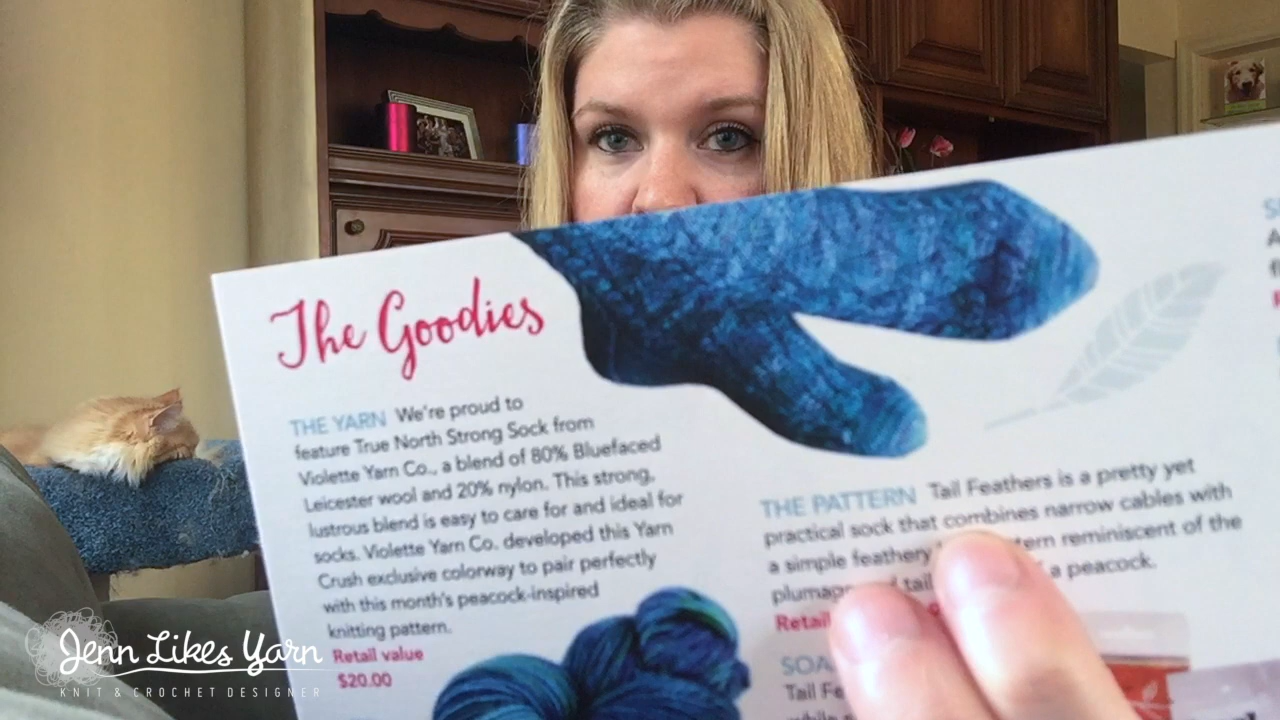 The Goodies
THE YARN We're proud to
feature True North Strong Sock from
Violette Yarn Co., a blend of 80% Bluefaced
Leicester wool and 20% nylon. This strong,
lustrous blend is easy to care for and ideal for
socks. Violette Yarn Co. developed this Yarn
Crush exclusive colorway to pair perfectly
with this month's peacock-inspired
knitting pattern.
Retail value
$20.00
THE PATTERN Tail Feathers is a pretty yet
practical sock that combines narrow cables with
a simple feathery reminiscent of the
tail a peacock.
Retail
Tail
Jenn Likes Yarn
KNIT & CROCHET DESIGNER